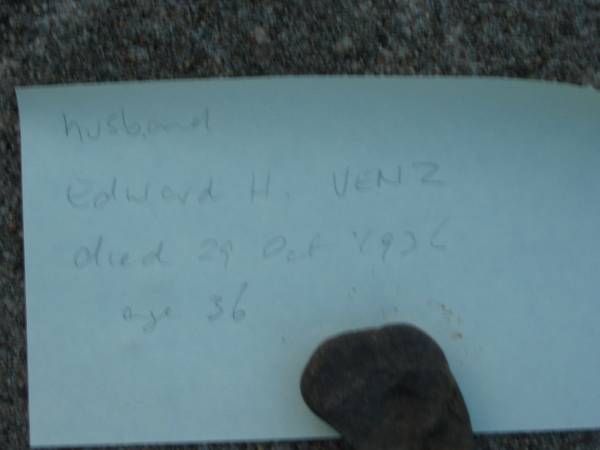 husband
Edward H. VENZ
died 29 Oct 1936
age 36